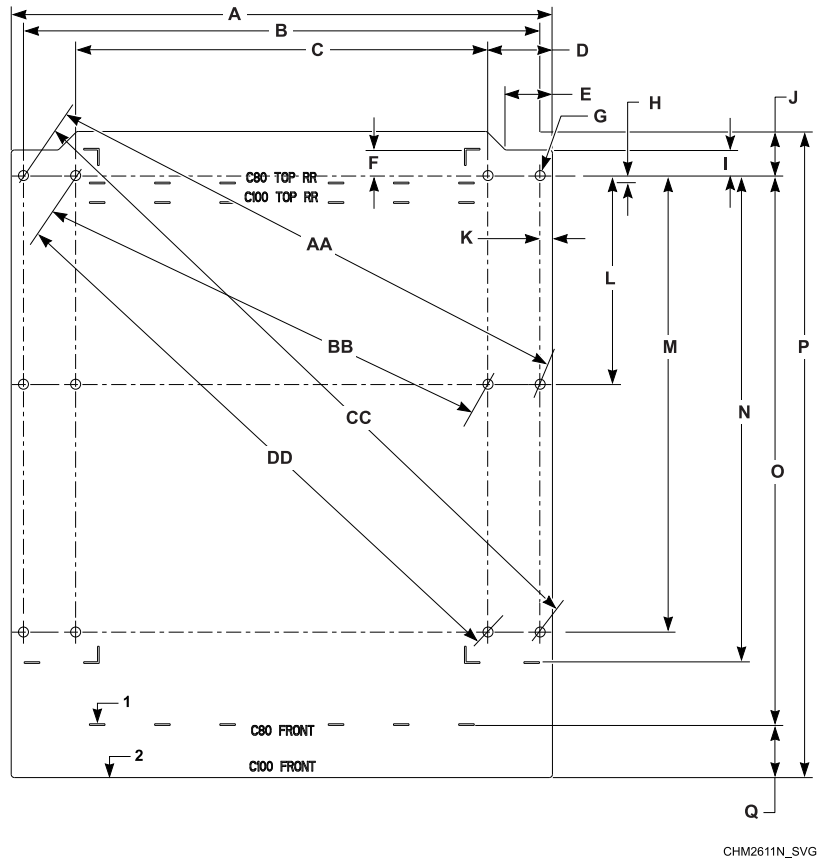 A
B
C
D
E
H
J
G
F
I
C80 TOP RR
C100 TOP RR
K
AA
L
BB
M
P
N
CC
DD
O
1
C80 FRONT
2
C100 FRONT
Q
CHM2611N_SVG